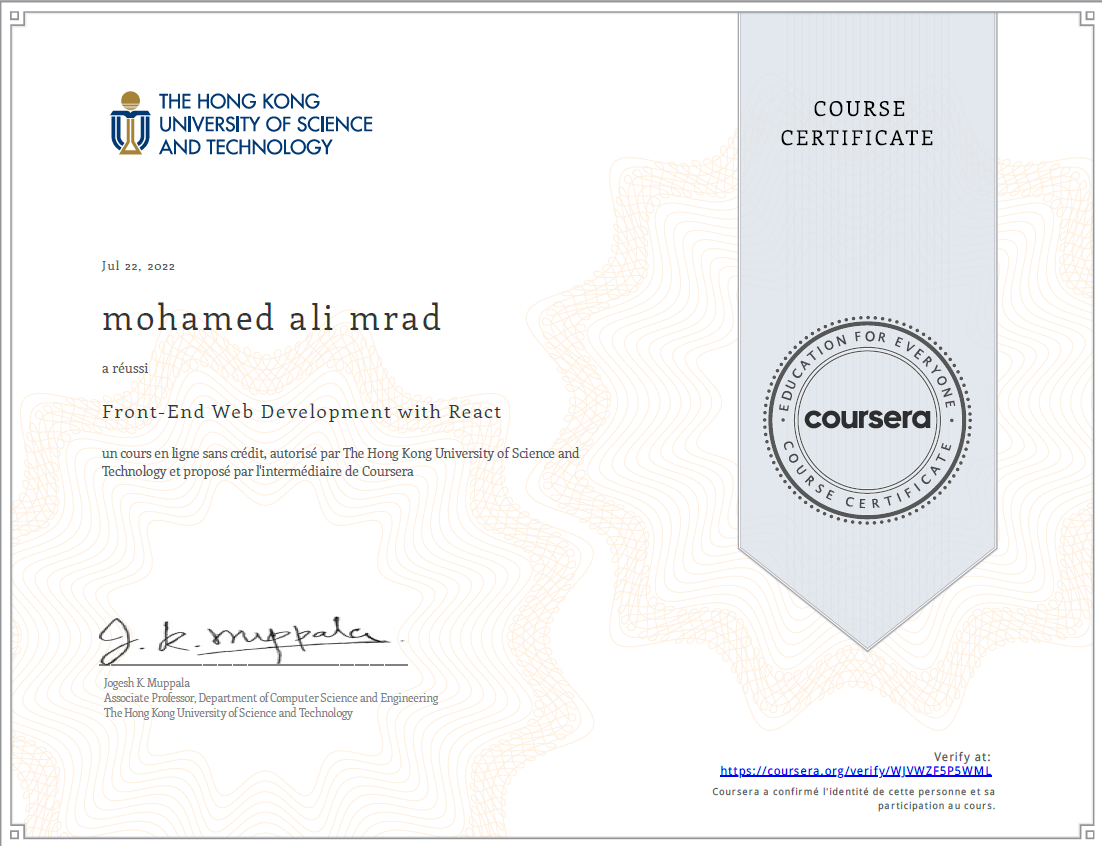 THE HONG KONG
UNIVERSITY OF SCIENCE
AND TECHNOLOGY
COURSE
CERTIFICATE
Jul 22, 2022
mohamed ali mrad
a réussi
Front-End Web Development with React
un cours en ligne sans crédit, autorisé par The Hong Kong University of Science and
Technology et proposé par l'intermédiaire de Coursera
EDUCATION FOR EVERYONE
coursera
COURSE CERTIFICATE
J. K. Muppala
Jogesh K. Muppala
Associate Professor, Department of Computer Science and Engineering
The Hong Kong University of Science and Technology
Verify at:
https://coursera.org/verify/WJVWZF5P5WML
Coursera a confirmé l'identité de cette personne et sa
participation au cours.